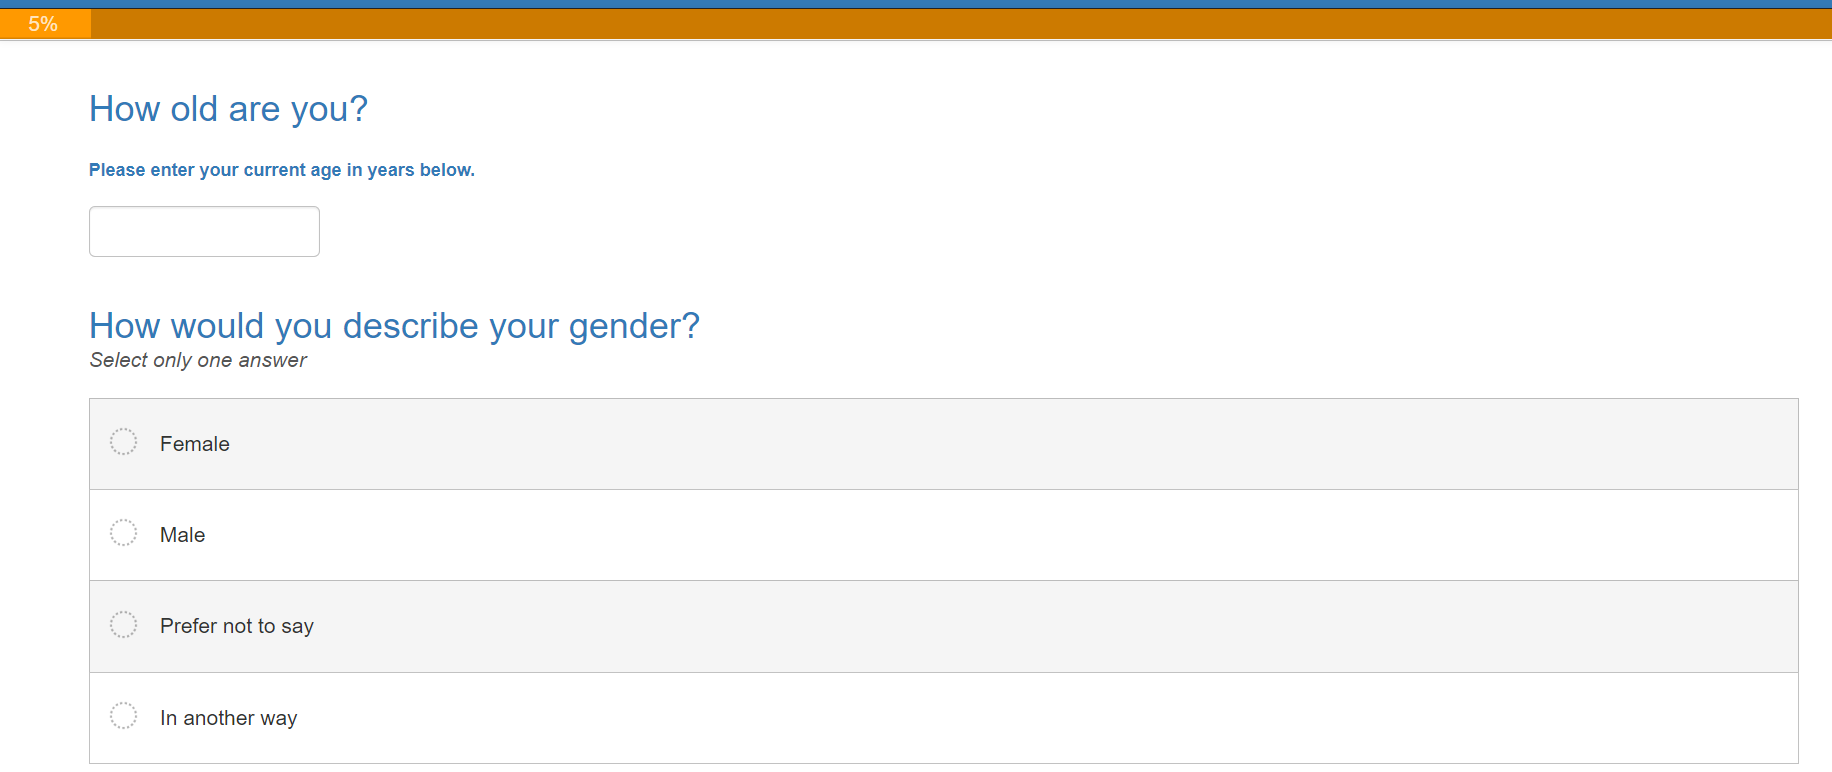 5%
How old are you?
Please enter your current age in years below.
How would you describe your gender?
Select only one answer
Female
Male
Prefer not to say
In another way